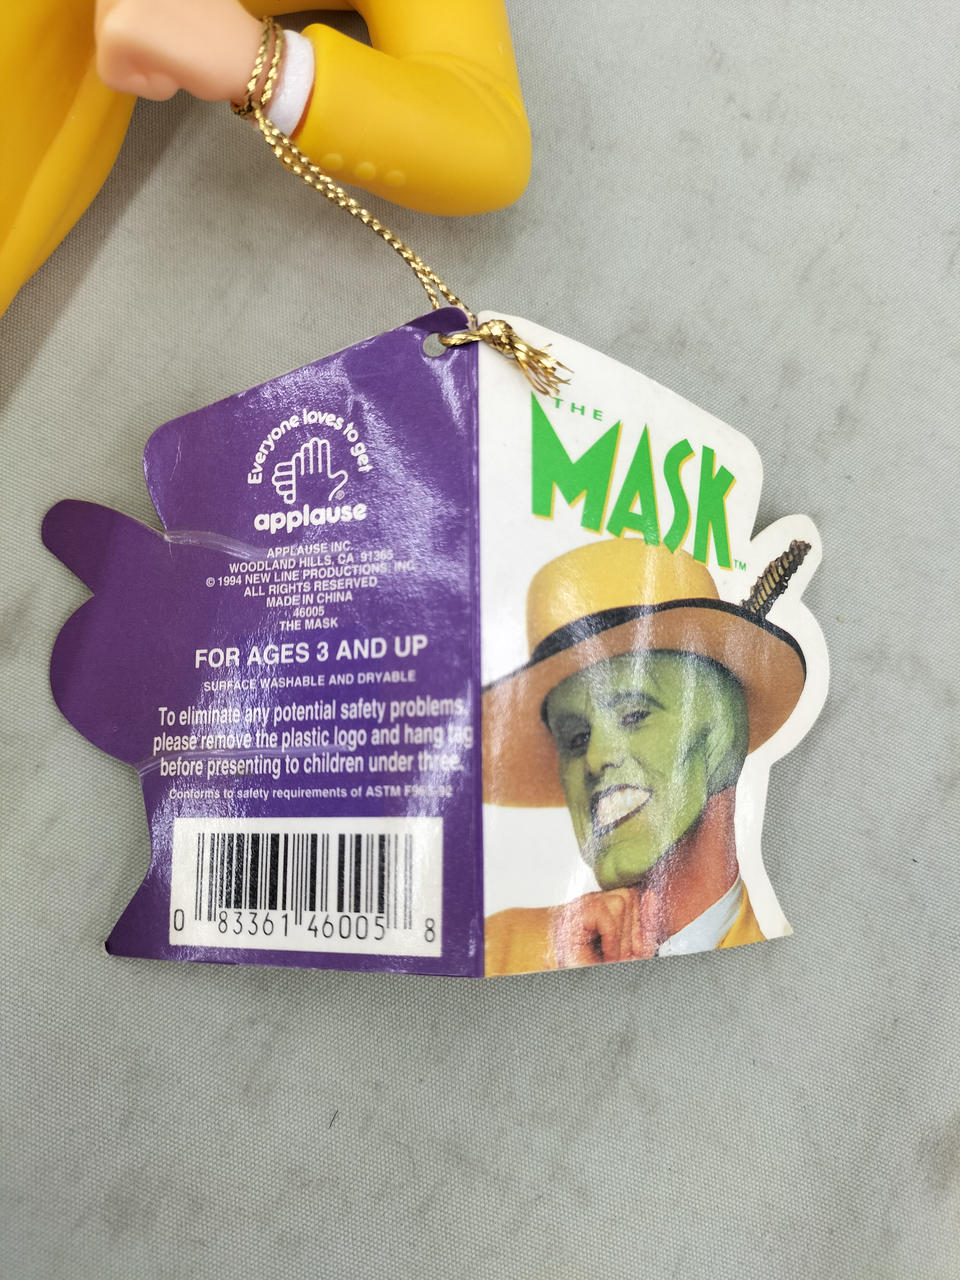 Everyone loves to get
®
applause
APPLAUSE INC.
WOODLAND HILLS, CA 91365
© 1994 NEW LINE PRODUCTIONS, INC.
ALL RIGHTS RESERVED
MADE IN CHINA
46005
THE MASK
FOR AGES 3 AND UP
SURFACE WASHABLE AND DRYABLE
To eliminate any potential safety problems,
please remove the plastic logo and hang tag
before presenting to children under three.
Conforms to safety requirements of ASTM
0 83361 46005 8
THE
MASK™